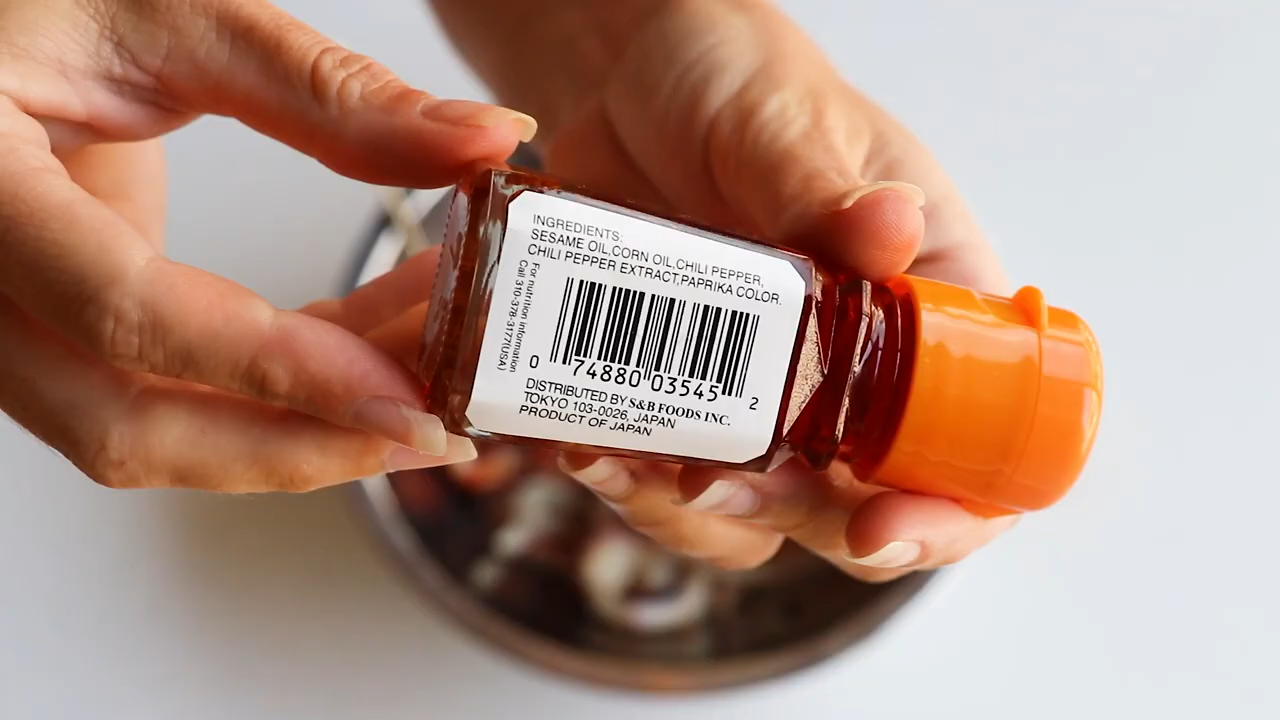 INGREDIENTS:
SESAME OIL,CORN OIL,CHILI PEPPER,
CHILI PEPPER EXTRACT,PAPRIKA COLOR.
For nutrition information
Call 310-378-3177(USA)
0 74880 03545 2
DISTRIBUTED BY S&B FOODS INC.
TOKYO 103-0026, JAPAN
PRODUCT OF JAPAN